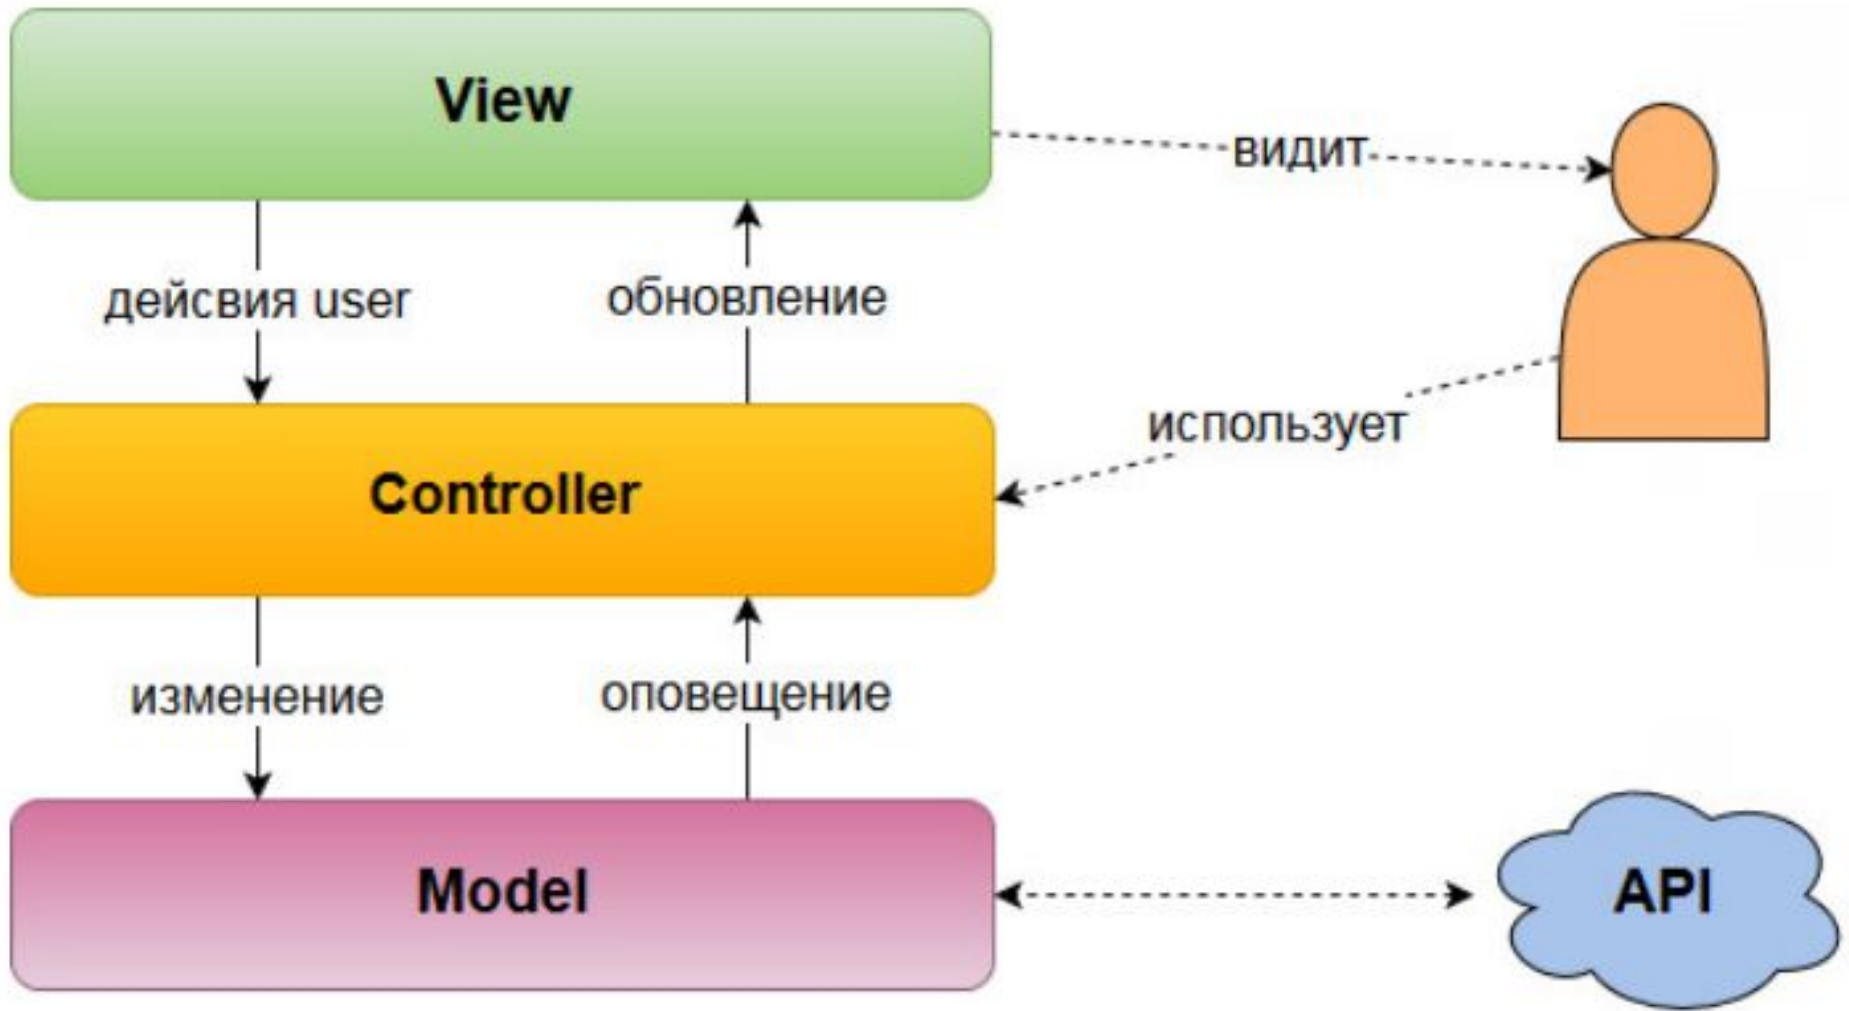 View
видит
дейсвия user
обновление
Controller
использует
изменение
оповещение
Model
API